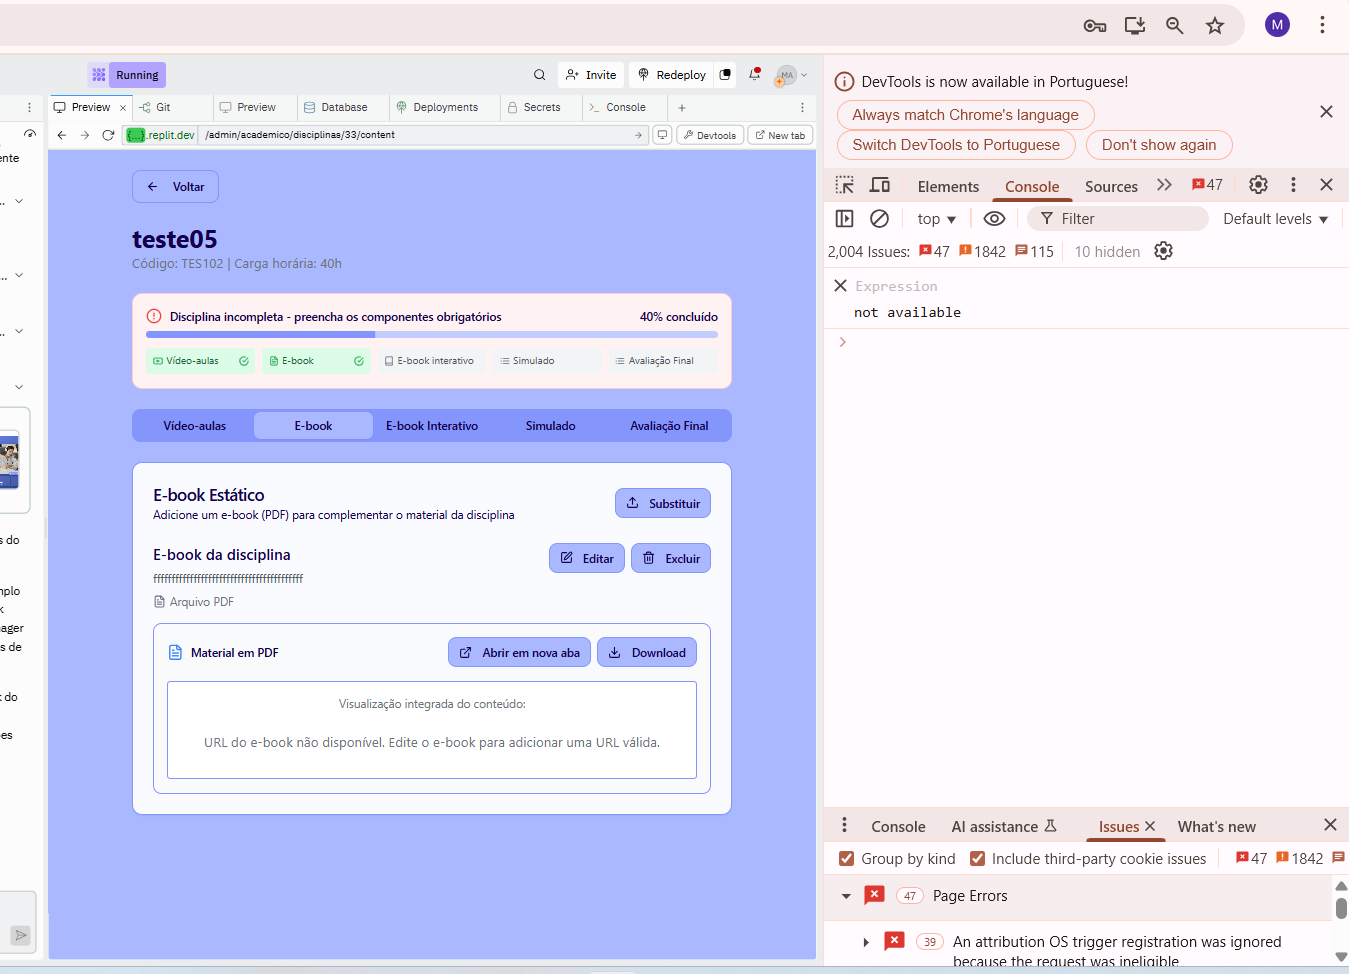 M
Running
Invite
Redeploy
MA
Preview
Git
Preview
Database
Deployments
Secrets
Console
{...}.replit.dev
/admin/academico/disciplinas/33/content
Devtools
New tab
Voltar
teste05
Código: TES102 | Carga horária: 40h
Disciplina incompleta - preencha os componentes obrigatórios
40% concluído
Vídeo-aulas
E-book
E-book interativo
Simulado
Avaliação Final
Vídeo-aulas
E-book
E-book Interativo
Simulado
Avaliação Final
E-book Estático
Adicione um e-book (PDF) para complementar o material da disciplina
Substituir
E-book da disciplina
Editar
Excluir
Arquivo PDF
Material em PDF
Abrir em nova aba
Download
Visualização integrada do conteúdo:
URL do e-book não disponível. Edite o e-book para adicionar uma URL válida.
DevTools is now available in Portuguese!
Always match Chrome's language
Switch DevTools to Portuguese
Don't show again
Elements
Console
Sources
47
top
Filter
Default levels
2,004 Issues:
47
1842
115
10 hidden
Expression
not available
Console
AI assistance
Issues
What's new
Group by kind
Include third-party cookie issues
47
1842
47
Page Errors
39
An attribution OS trigger registration was ignored
because the request was ineligible